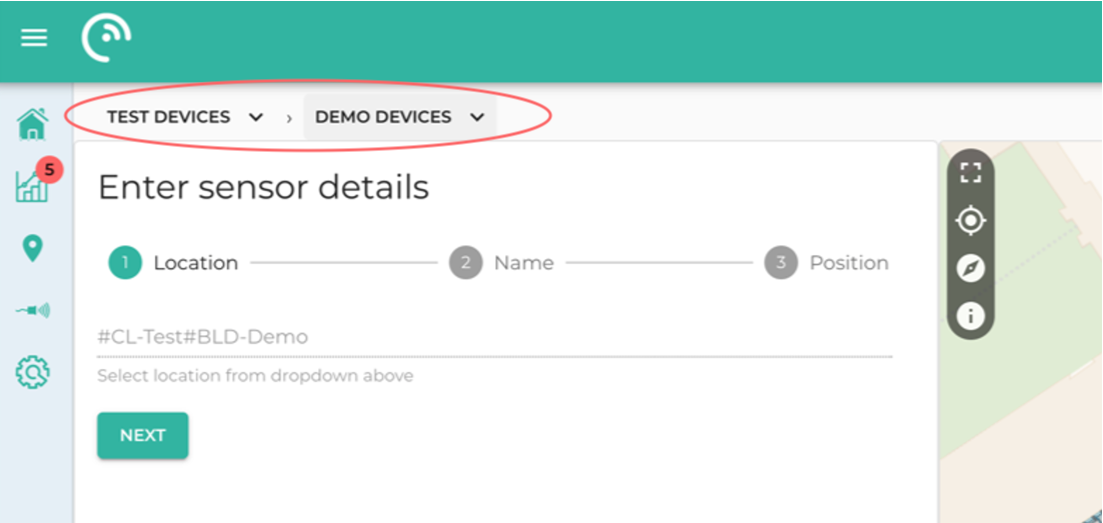 TEST DEVICES › DEMO DEVICES
5
Enter sensor details
1 Location 2 Name 3 Position
#CL-Test#BLD-Demo
Select location from dropdown above
NEXT